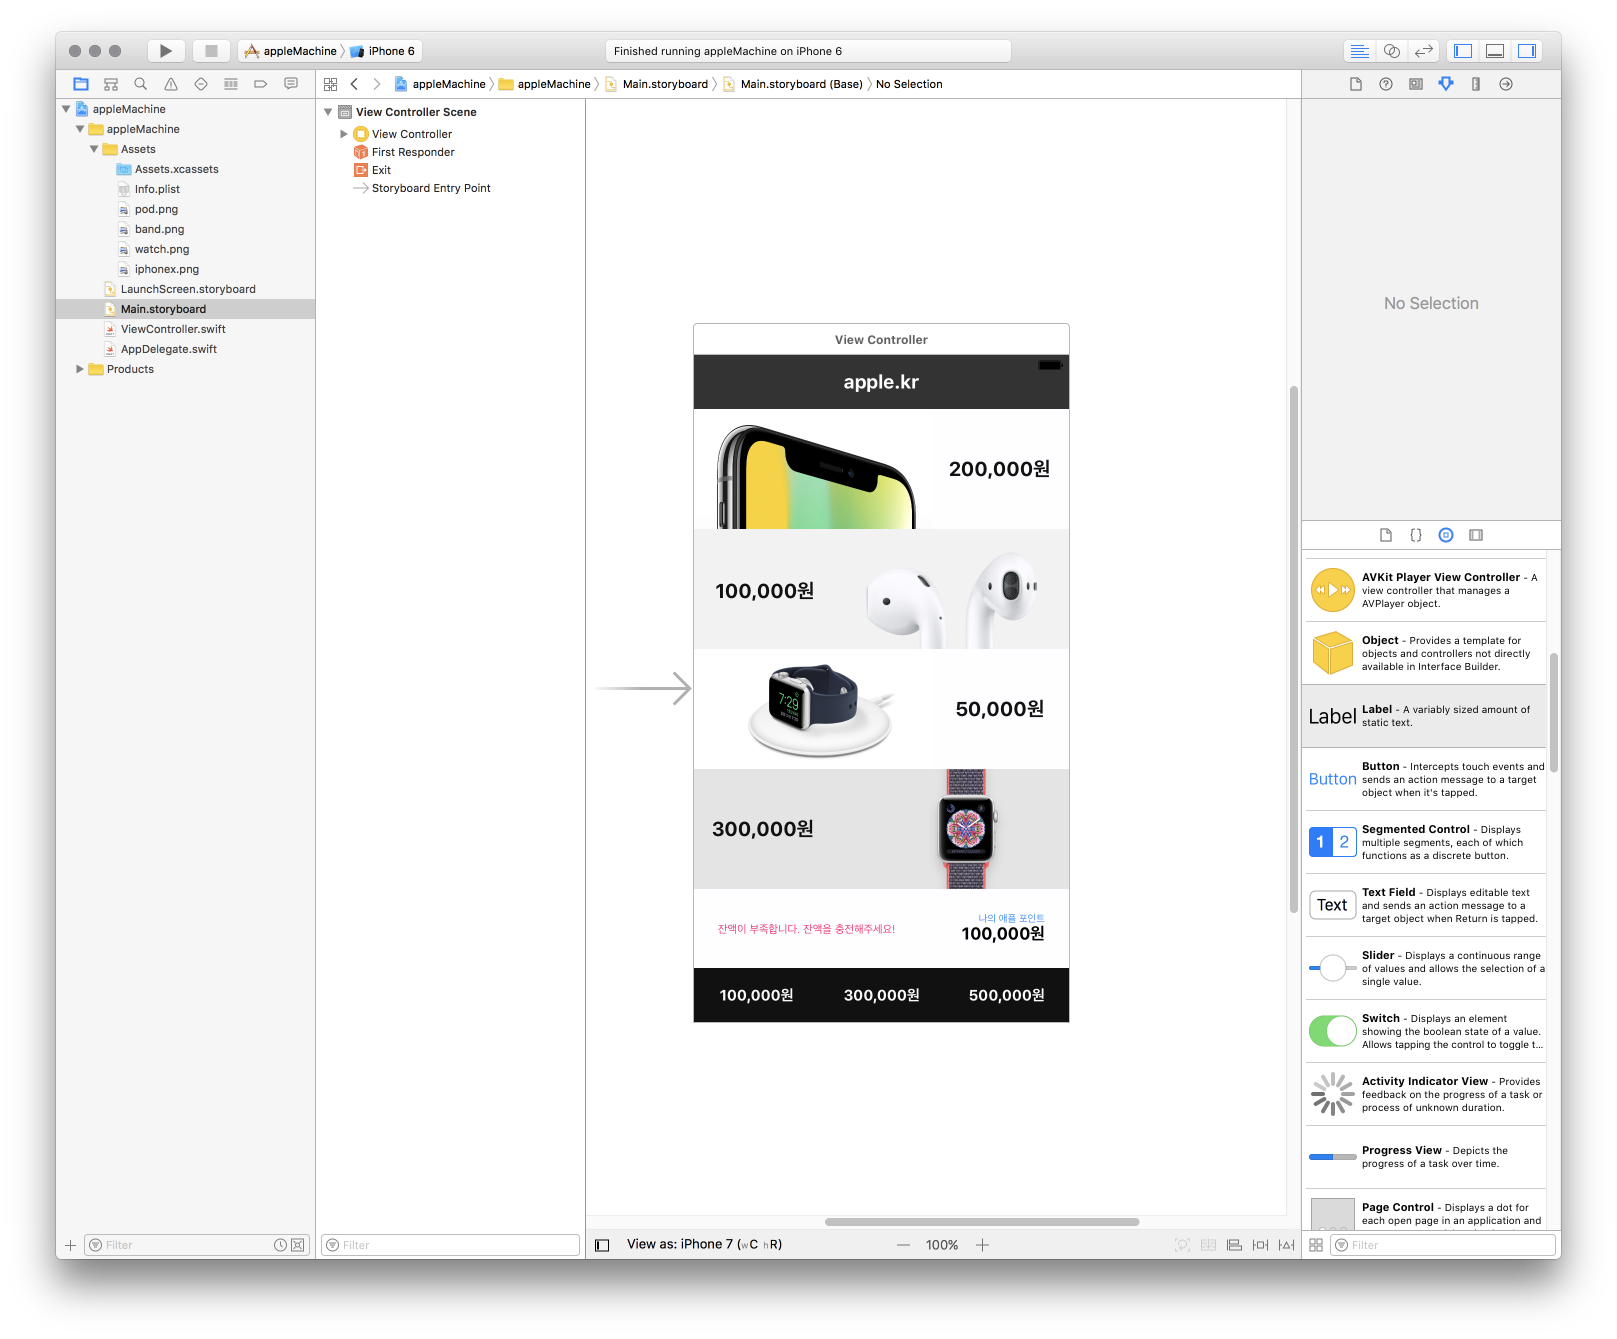 appleMachine
iPhone 6
Finished running appleMachine on iPhone 6
appleMachine
appleMachine
Main.storyboard
Main.storyboard (Base)
No Selection
appleMachine
appleMachine
Assets
Assets.xcassets
Info.plist
pod.png
band.png
watch.png
iphonex.png
LaunchScreen.storyboard
Main.storyboard
ViewController.swift
AppDelegate.swift
Products
Filter
View Controller Scene
View Controller
First Responder
Exit
Storyboard Entry Point
Filter
View Controller
apple.kr
200,000원
100,000원
7:29
50,000원
300,000원
잔액이 부족합니다. 잔액을 충전해주세요!
나의 애플 포인트
100,000원
100,000원
300,000원
500,000원
View as: iPhone 7 (wC hR)
100%
No Selection
AVKit Player View Controller - A
view controller that manages a
AVPlayer object.
Object - Provides a template for
objects and controllers not directly
available in Interface Builder.
Label
Label - A variably sized amount of
static text.
Button
Button - Intercepts touch events and
sends an action message to a target
object when it's tapped.
1 2
Segmented Control - Displays
multiple segments, each of which
functions as a discrete button.
Text
Text Field - Displays editable text
and sends an action message to a
target object when Return is tapped.
Slider - Displays a continuous range
of values and allows the selection of a
single value.
Switch - Displays an element
showing the boolean state of a value.
Allows tapping the control to toggle t...
Activity Indicator View - Provides
feedback on the progress of a task or
process of unknown duration.
Progress View - Depicts the
progress of a task over time.
Page Control - Displays a dot for
each open page in an application and
Filter